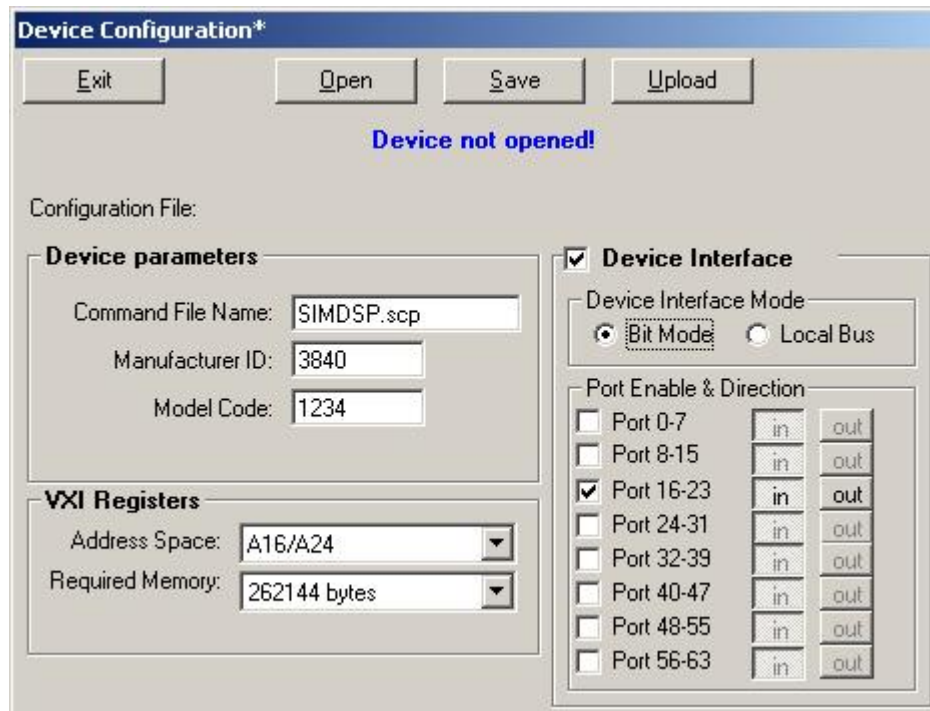 Device Configuration*
Exit Open Save Upload
Device not opened!
Configuration File:
Device parameters
Command File Name: SIMDSP.scp
Manufacturer ID: 3840
Model Code: 1234
VXI Registers
Address Space: A16/A24
Required Memory: 262144 bytes
Device Interface
Device Interface Mode
Bit Mode Local Bus
Port Enable & Direction
Port 0-7 in out
Port 8-15 in out
Port 16-23 in out
Port 24-31 in out
Port 32-39 in out
Port 40-47 in out
Port 48-55 in out
Port 56-63 in out